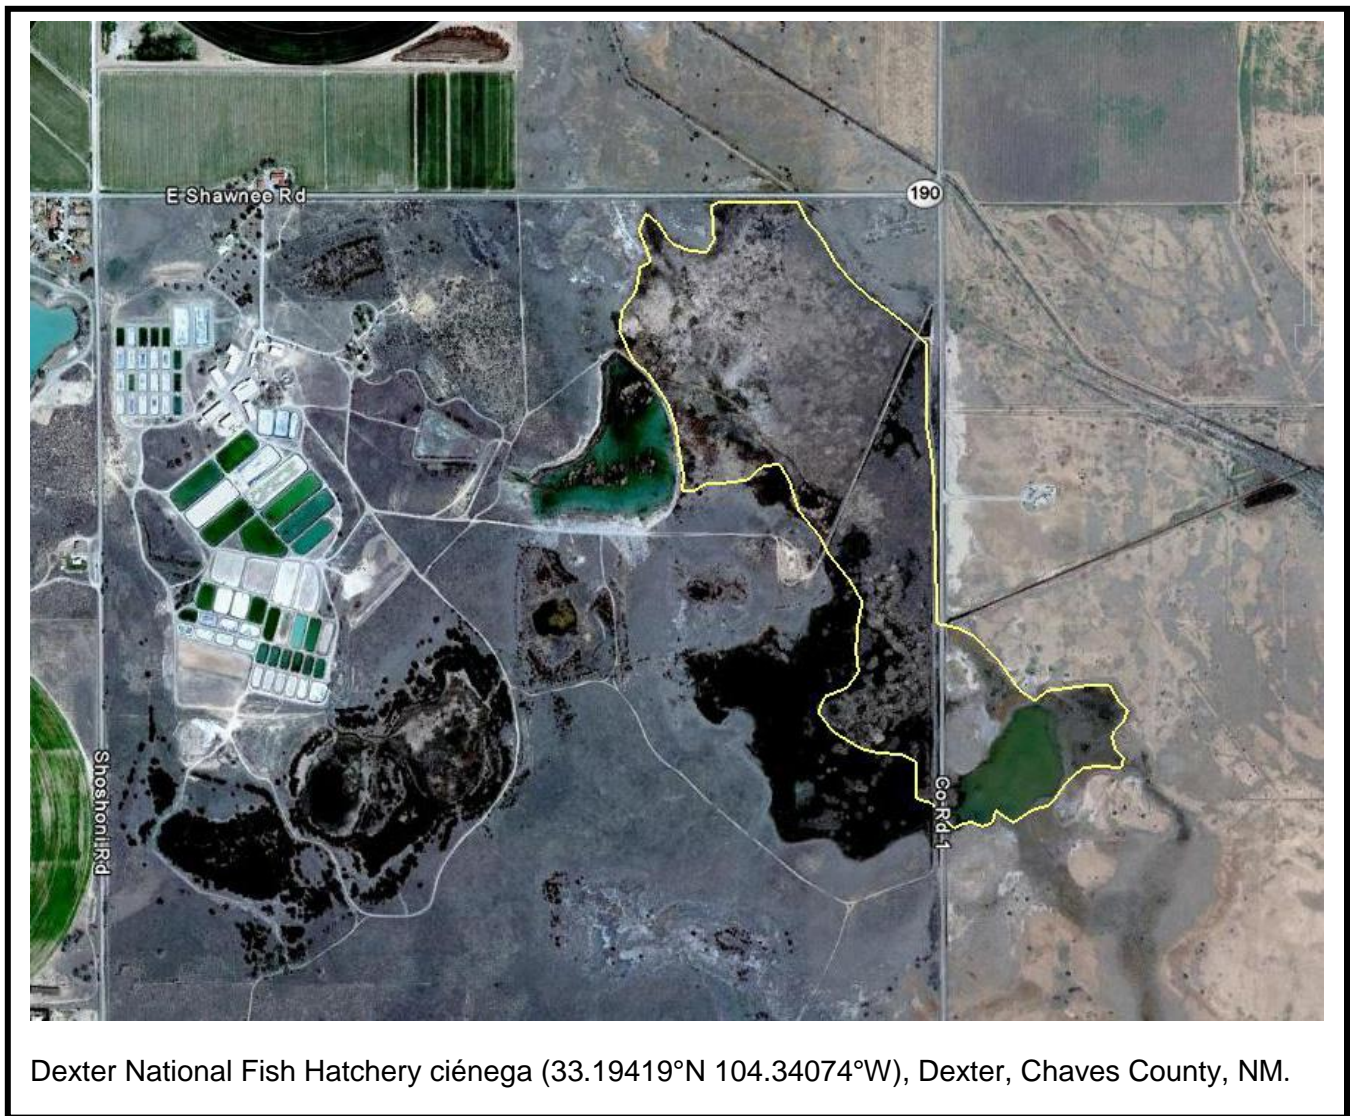 E Shawnee Rd
190
Shoshoni Rd
Co Rd 1
Dexter National Fish Hatchery ciénega (33.19419°N 104.34074°W), Dexter, Chaves County, NM.